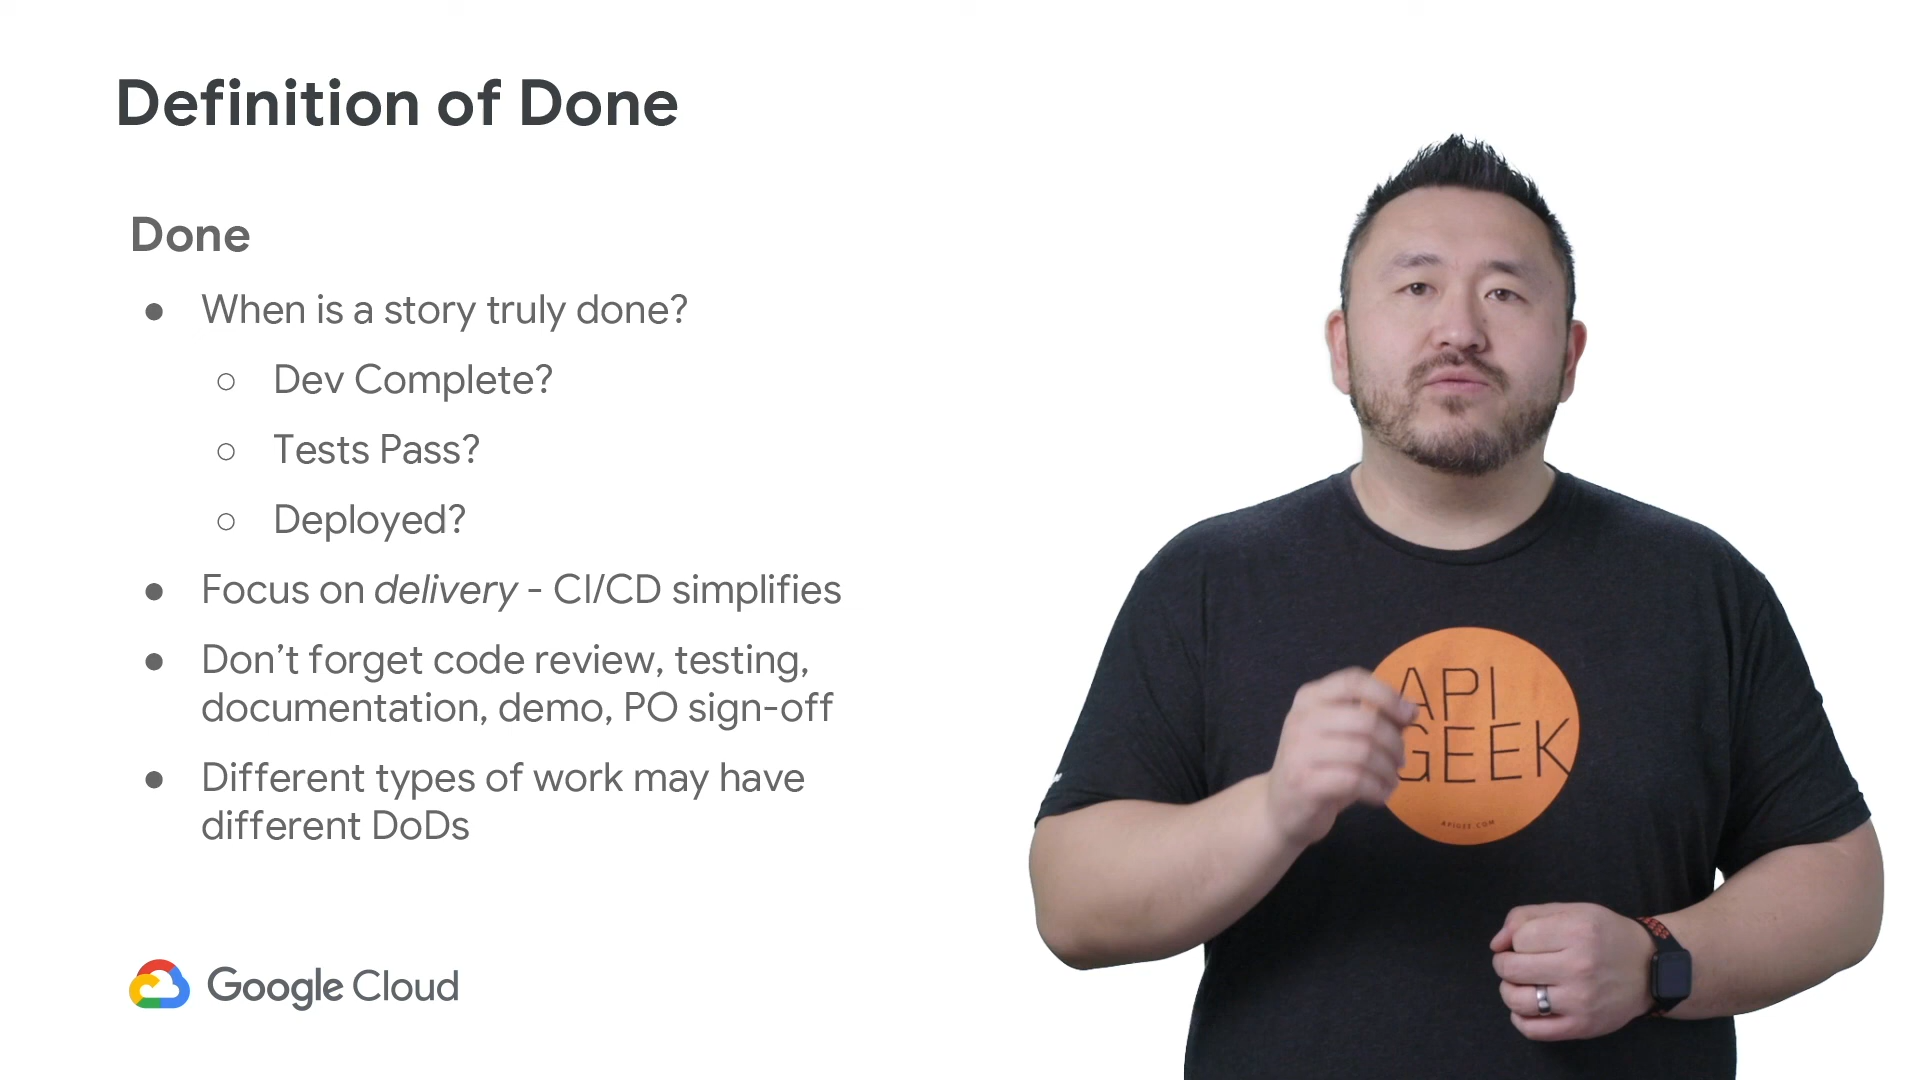 Definition of Done
Done
● When is a story truly done?
○ Dev Complete?
○ Tests Pass?
○ Deployed?
● Focus on delivery - CI/CD simplifies
● Don’t forget code review, testing,
documentation, demo, PO sign-off
● Different types of work may have
different DoDs
Google Cloud
API
GEEK